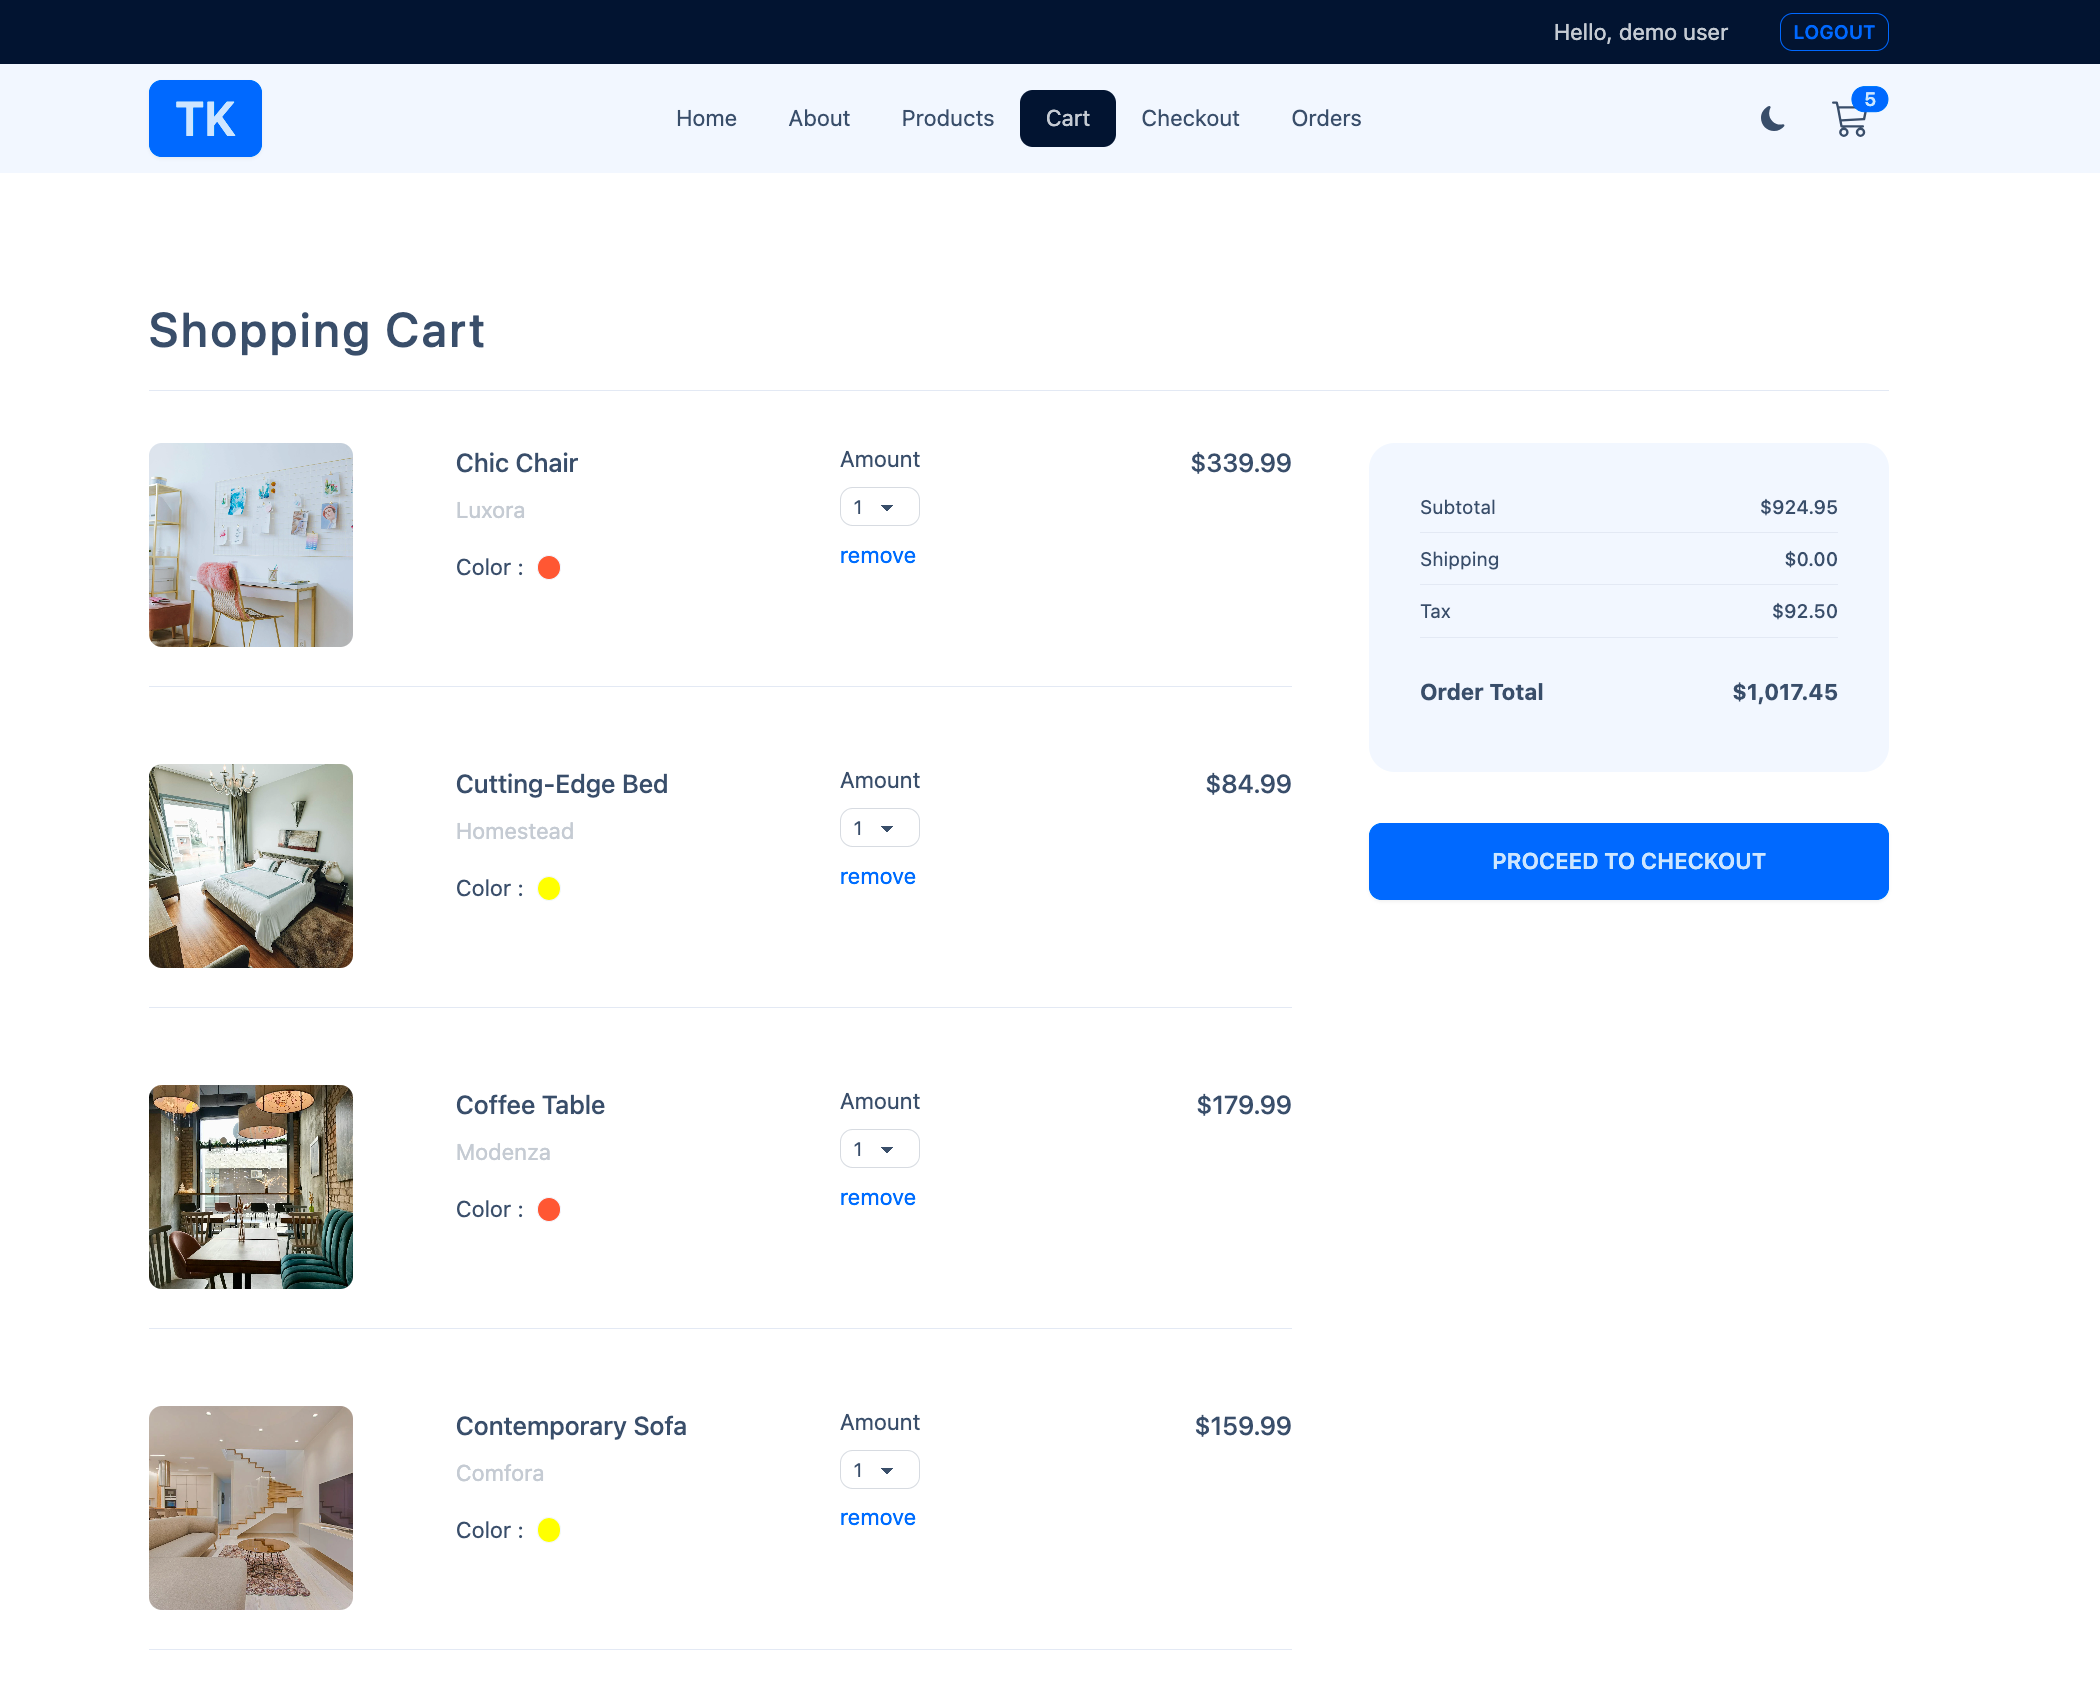 Hello, demo user
LOGOUT
TK
Home
About
Products
Cart
Checkout
Orders
5
Shopping Cart
Chic Chair
Luxora
Color :
Amount
1
remove
$339.99
Cutting-Edge Bed
Homestead
Color :
Amount
1
remove
$84.99
Coffee Table
Modenza
Color :
Amount
1
remove
$179.99
Contemporary Sofa
Comfora
Color :
Amount
1
remove
$159.99
Subtotal $924.95
Shipping $0.00
Tax $92.50
Order Total $1,017.45
PROCEED TO CHECKOUT